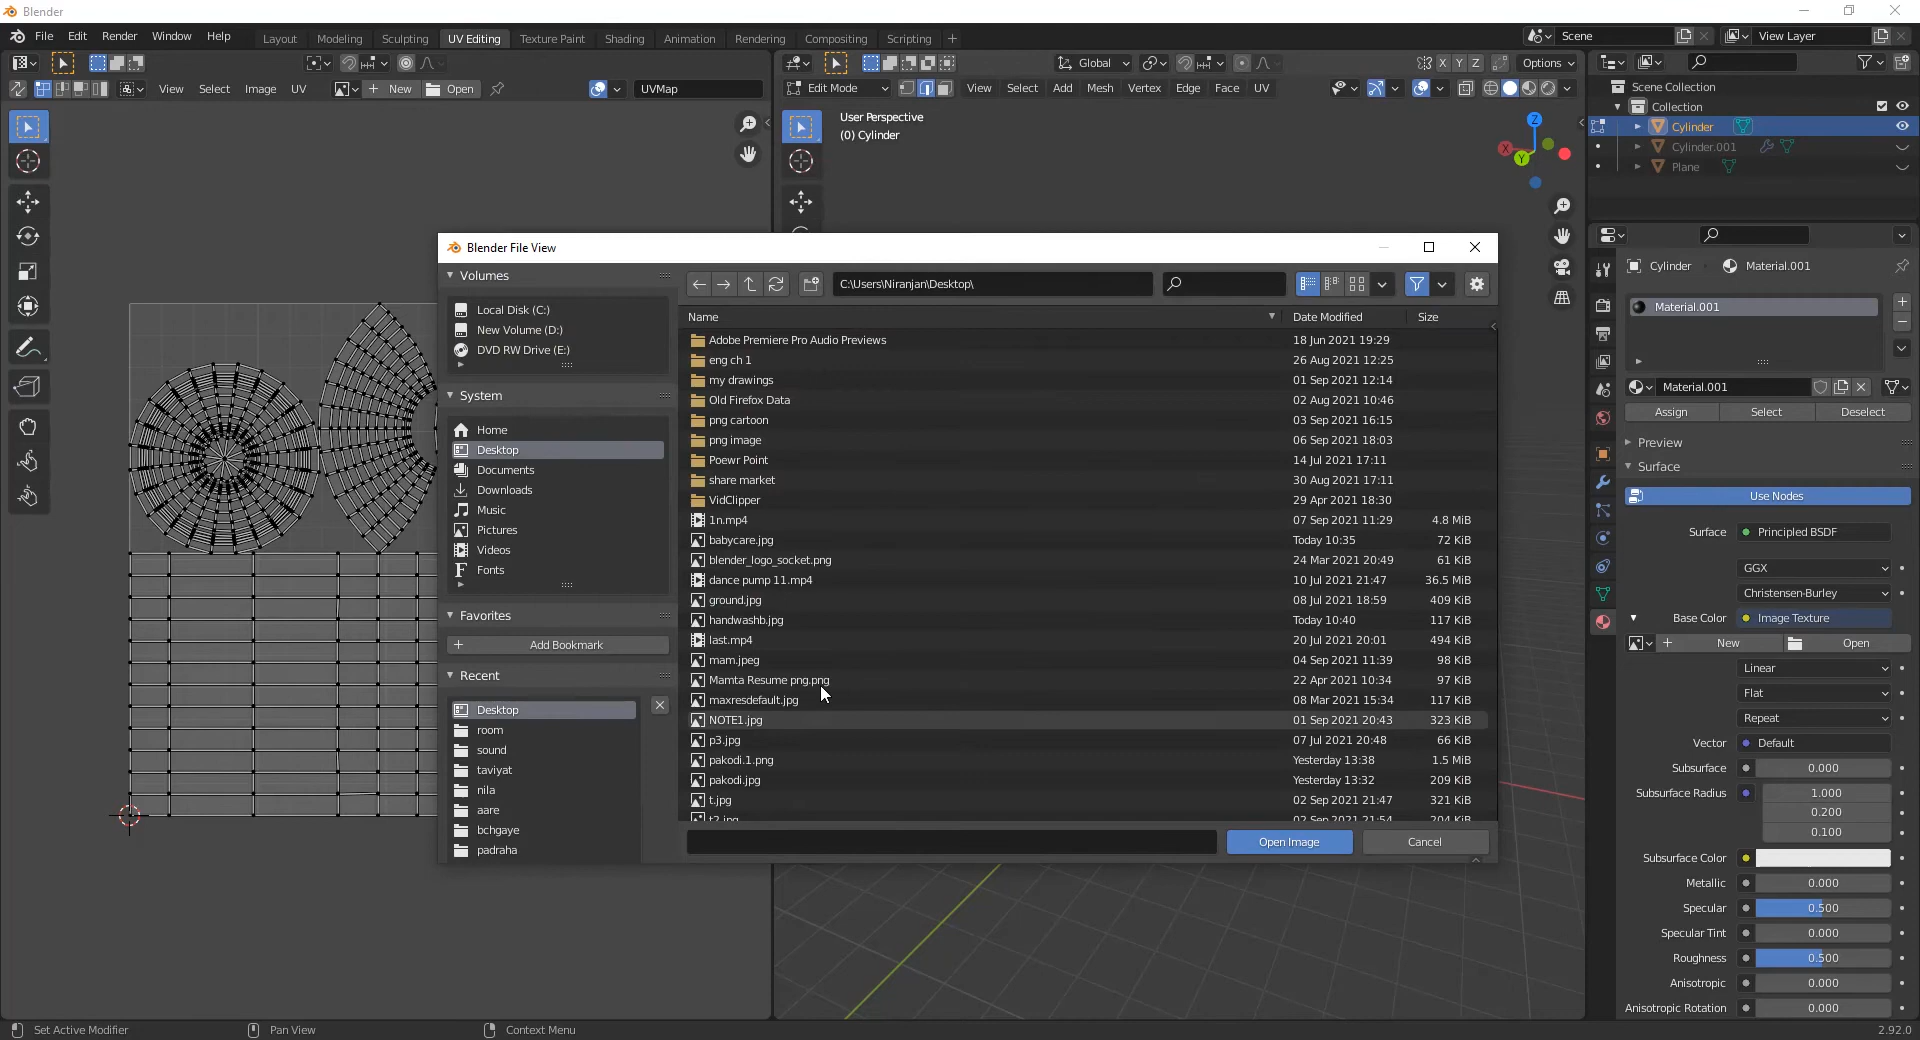 Blender
File Edit Render Window Help Layout Modeling Sculpting UV Editing Texture Paint Shading Animation Rendering Compositing Scripting + Scene View Layer
Global X Y Z Options
View Select Image UV + New Open UVMap Edit Mode View Select Add Mesh Vertex Edge Face UV
User Perspective
(0) Cylinder
Z
X
Y
Scene Collection
Collection
Cylinder
Cylinder.001
Plane
Cylinder Material.001
Material.001
Material.001
Assign Select Deselect
Preview
Surface
Use Nodes
Surface Principled BSDF
GGX
Christensen-Burley
Base Color Image Texture
+ New Open
Linear
Flat
Repeat
Vector Default
Subsurface 0.000
Subsurface Radius 1.000
0.200
0.100
Subsurface Color
Metallic 0.000
Specular 0.500
Specular Tint 0.000
Roughness 0.500
Anisotropic 0.000
Anisotropic Rotation 0.000
Blender File View
Volumes
Local Disk (C:)
New Volume (D:)
DVD RW Drive (E:)
System
Home
Desktop
Documents
Downloads
Music
Pictures
Videos
Fonts
Favorites
+ Add Bookmark
Recent
Desktop
room
sound
taviyat
nila
aare
bchgaye
padraha
C:\Users\Niranjan\Desktop\
Name Date Modified Size
Adobe Premiere Pro Audio Previews 18 Jun 2021 19:29
eng ch 1 26 Aug 2021 12:25
my drawings 01 Sep 2021 12:14
Old Firefox Data 02 Aug 2021 10:46
png cartoon 03 Sep 2021 16:15
png image 06 Sep 2021 18:03
Poewr Point 14 Jul 2021 17:11
share market 30 Aug 2021 17:11
VidClipper 29 Apr 2021 18:30
1n.mp4 07 Sep 2021 11:29 4.8 MiB
babycare.jpg Today 10:35 72 KiB
blender_logo_socket.png 24 Mar 2021 20:49 61 KiB
dance pump 11.mp4 10 Jul 2021 21:47 36.5 MiB
ground.jpg 08 Jul 2021 18:59 409 KiB
handwashb.jpg Today 10:40 117 KiB
last.mp4 20 Jul 2021 20:01 494 KiB
mam.jpeg 04 Sep 2021 11:39 98 KiB
Mamta Resume png.png 22 Apr 2021 10:34 97 KiB
maxresdefault.jpg 08 Mar 2021 15:34 117 KiB
NOTE1.jpg 01 Sep 2021 20:43 323 KiB
p3.jpg 07 Jul 2021 20:48 66 KiB
pakodi.1.png Yesterday 13:38 1.5 MiB
pakodi.jpg Yesterday 13:32 209 KiB
t.jpg 02 Sep 2021 21:47 321 KiB
t2.jpg 02 Sep 2021 21:54 204 KiB
Open Image Cancel
Set Active Modifier Pan View Context Menu 2.92.0